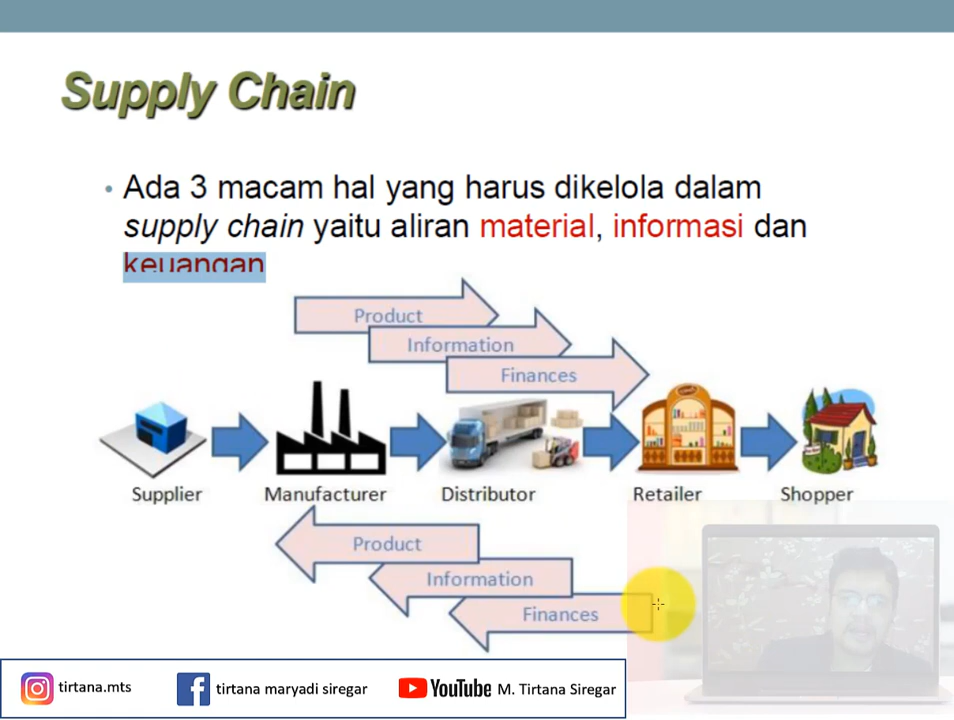 Supply Chain
• Ada 3 macam hal yang harus dikelola dalam
supply chain yaitu aliran material, informasi dan
keuangan
Product
Information
Finances
Supplier
Manufacturer
Distributor
Retailer
Shopper
Product
Information
Finances
tirtana.mts
tirtana maryadi siregar
YouTube M. Tirtana Siregar